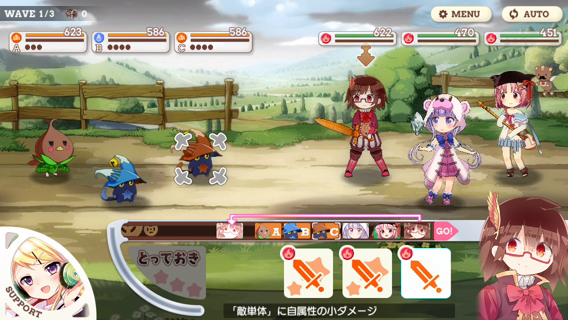 WAVE 1/3 0
MENU
AUTO
623
586
586
622
470
451
A
B
C
A B C GO!
とっておき
SUPPORT
「敵単体」に自属性の小ダメージ